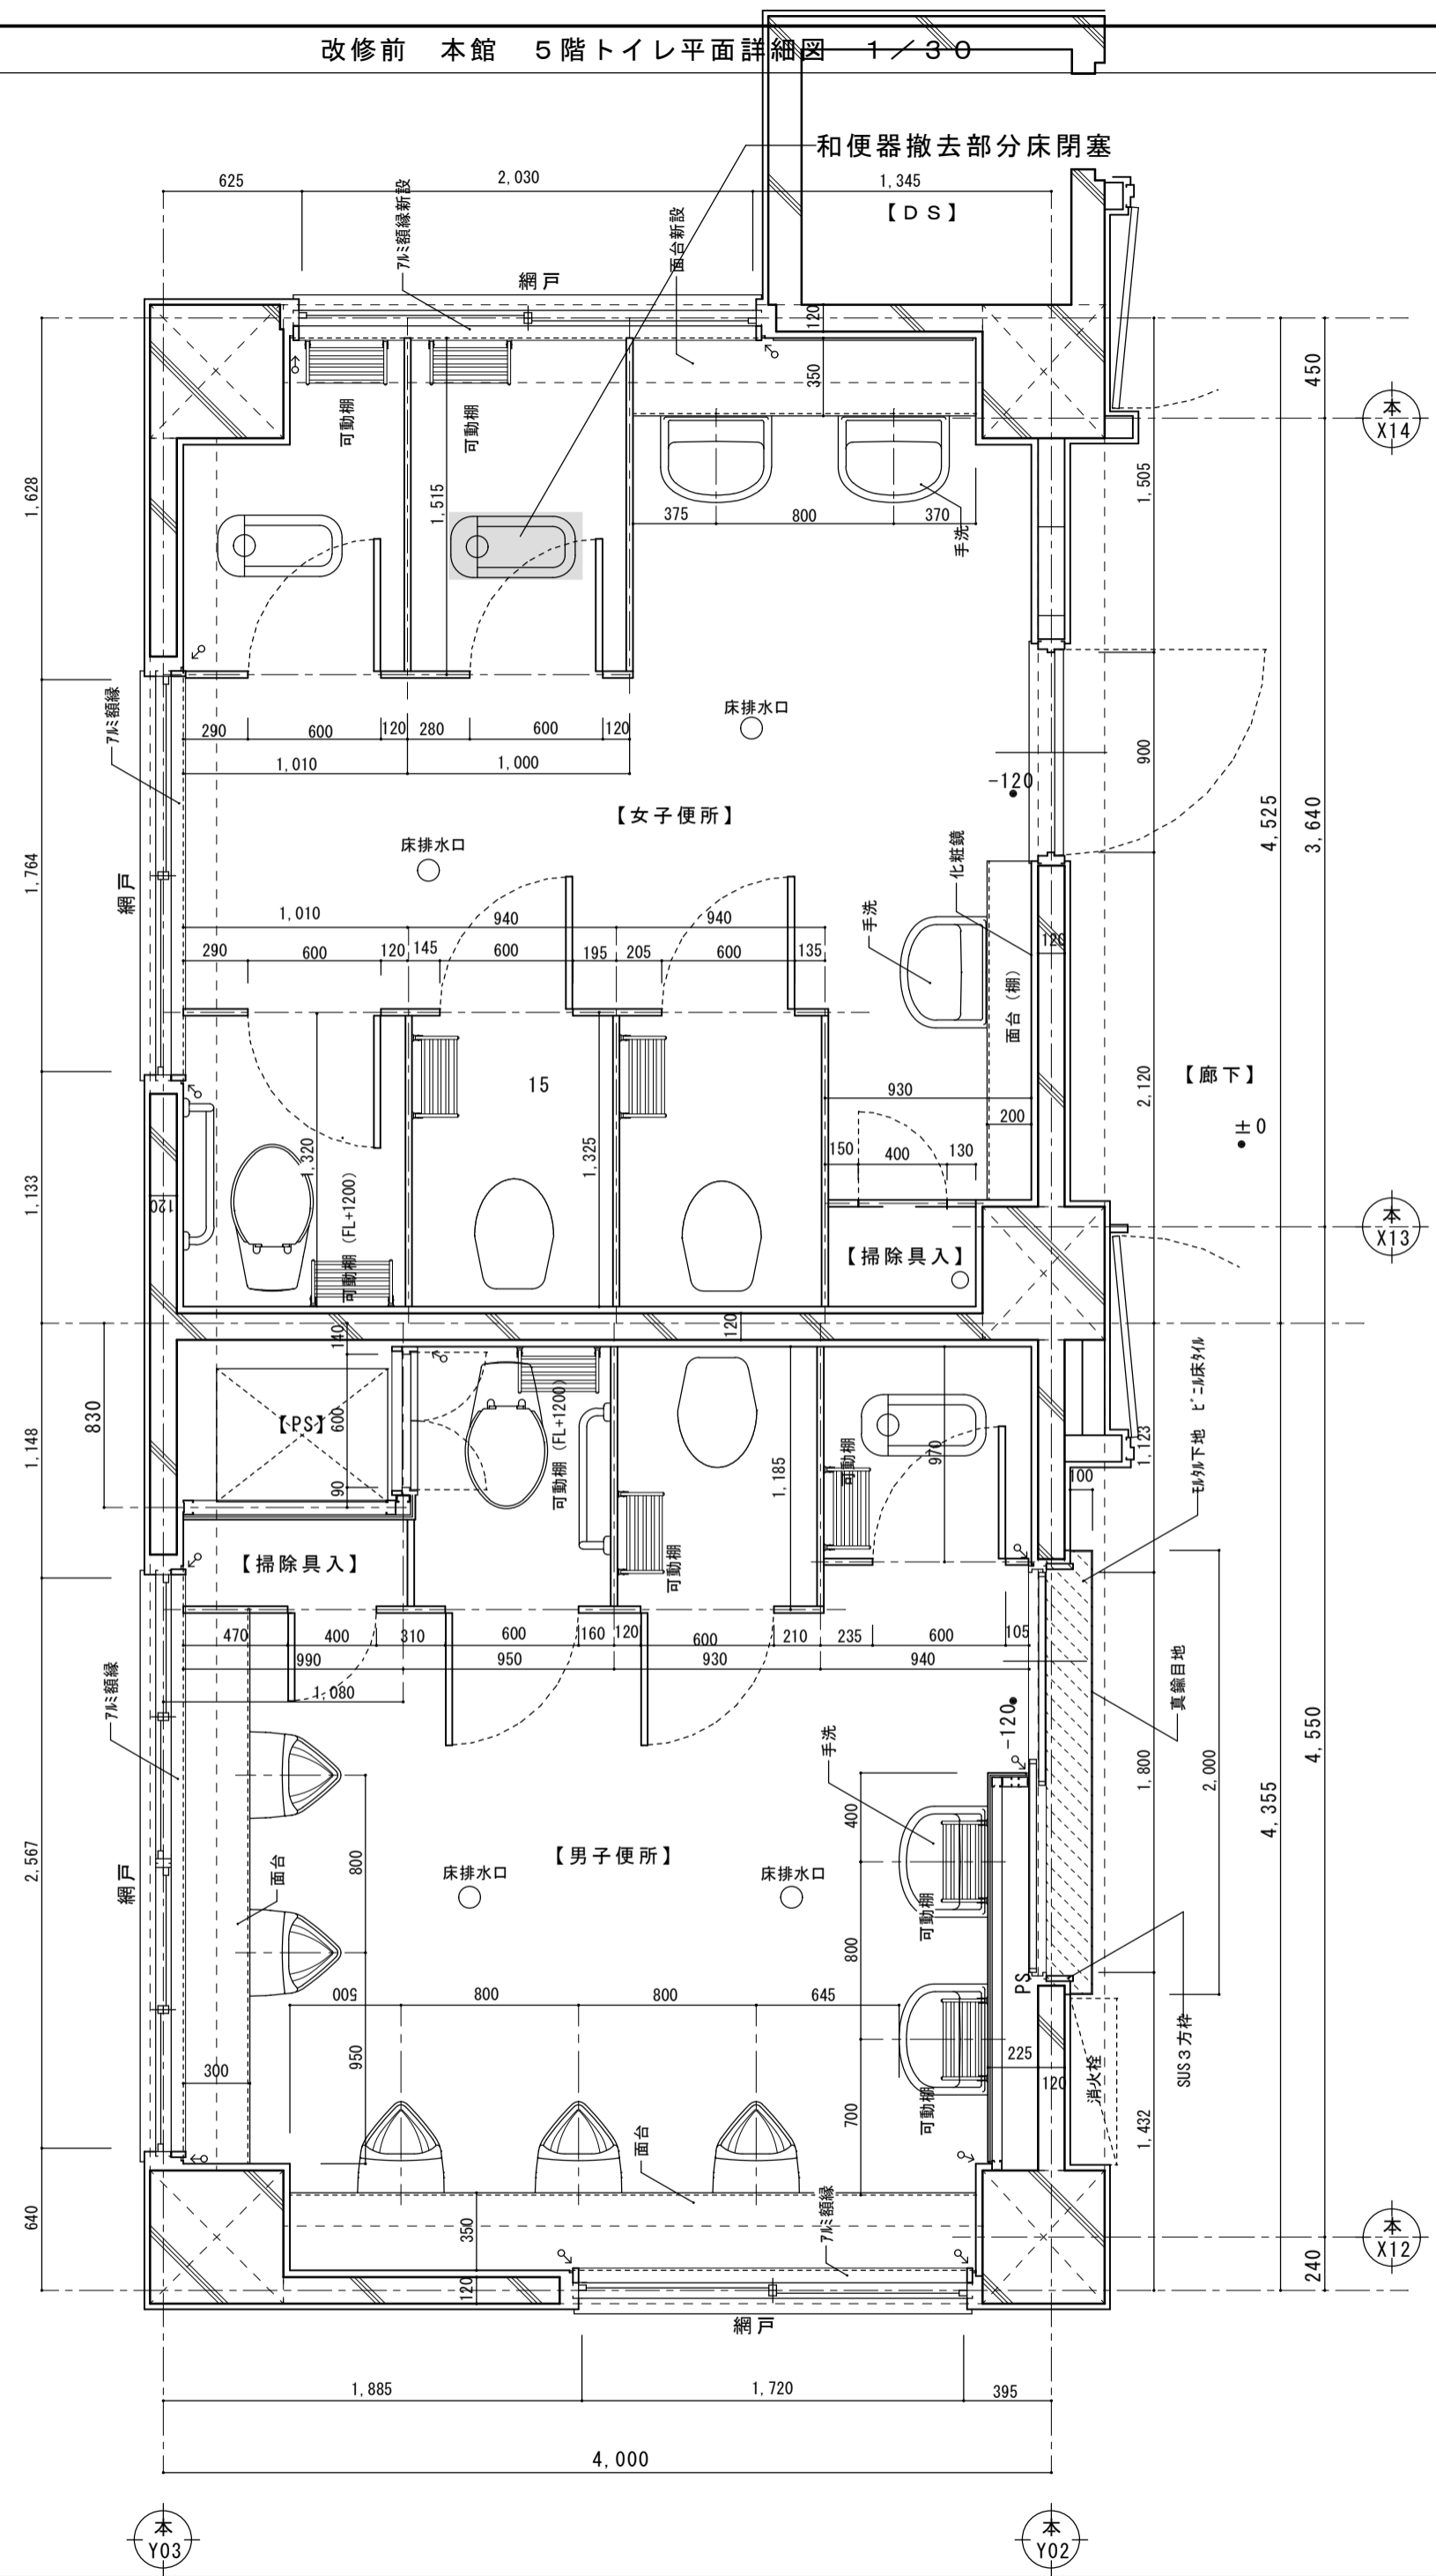 改修前　本館　５階トイレ平面詳細図　１／３０
和便器撤去部分床閉塞
625
2,030
1,345
【ＤＳ】
ｱﾙﾐ額縁新設
面台新設
網戸
120
350
450
本
X14
可動棚
可動棚
1,628
1,515
1,505
375
800
370
手洗
ｱﾙﾐ額縁
床排水口
290
600
120
280
600
120
1,010
1,000
900
-120
4,525
3,640
【女子便所】
床排水口
化粧鏡
1,764
網戸
手洗
1,010
940
940
290
600
120
145
600
195
205
600
135
120
面台（棚）
15
930
2,120
【廊下】
±0
200
1,320
1,325
150
400
130
1,133
120
可動棚（FL+1200）
【掃除具入】
本
X13
140
120
ﾓﾙﾀﾙ下地　ﾋﾞﾆﾙ床ﾀｲﾙ
830
【PS】
600
可動棚（FL+1200）
1,148
1,185
可動棚
970
1,123
90
100
【掃除具入】
可動棚
470
400
310
600
160
120
600
210
235
600
105
990
950
930
940
1,080
ｱﾙﾐ額縁
真鍮目地
-120
手洗
4,550
1,800
2,000
4,355
400
800
【男子便所】
2,567
網戸
面台
床排水口
床排水口
可動棚
800
PS
500
800
800
645
950
300
225
120
消火栓
SUS３方枠
可動棚
700
1,432
面台
640
350
ｱﾙﾐ額縁
本
X12
120
240
網戸
1,885
1,720
395
4,000
本
Y03
本
Y02